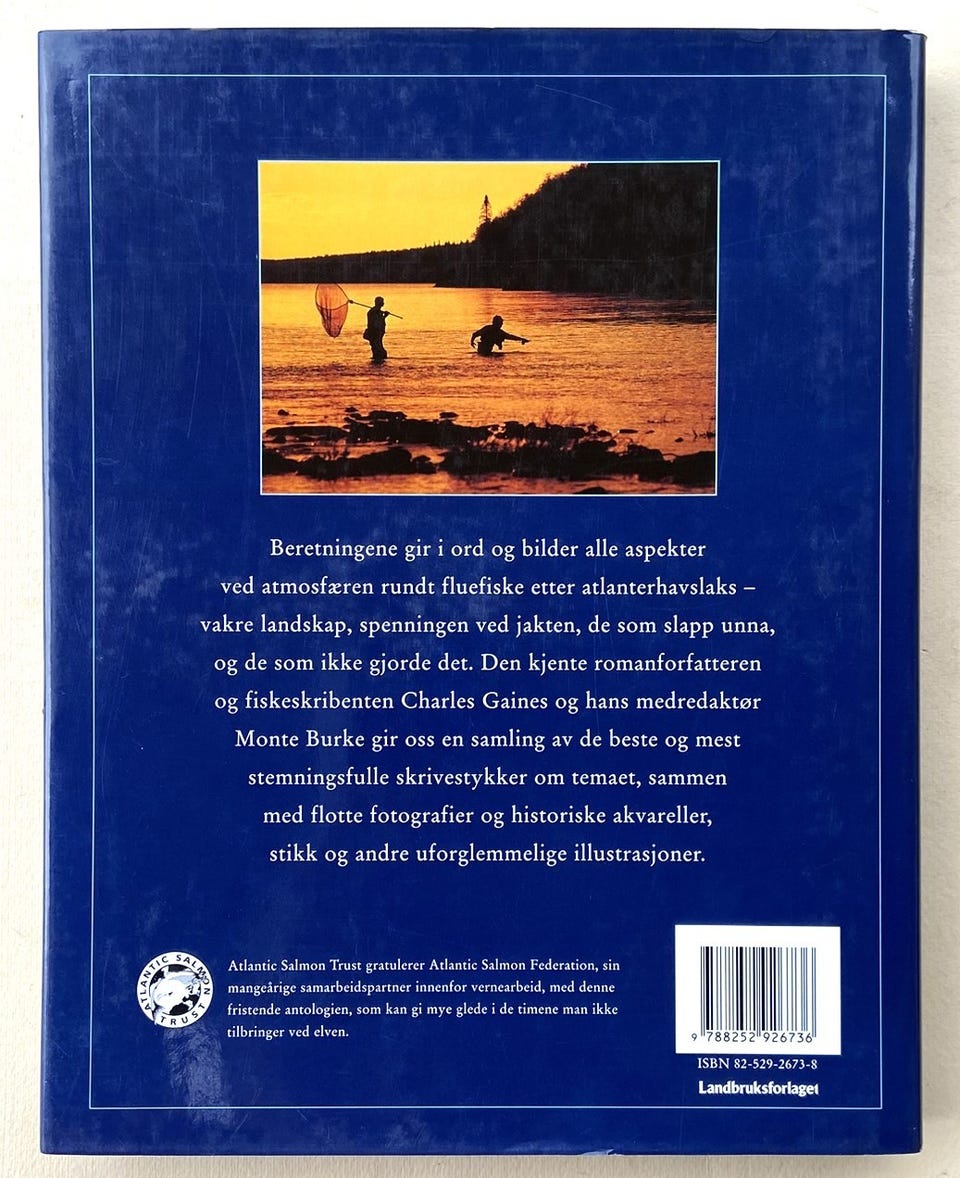 Beretningene gir i ord og bilder alle aspekter
ved atmosfæren rundt fluefiske etter atlanterhavslaks –
vakre landskap, spenningen ved jakten, de som slapp unna,
og de som ikke gjorde det. Den kjente romanforfatteren
og fiskeskribenten Charles Gaines og hans medredaktør
Monte Burke gir oss en samling av de beste og mest
stemningsfulle skrivestykker om temaet, sammen
med flotte fotografier og historiske akvareller,
stikk og andre uforglemmelige illustrasjoner.
ATLANTIC SALMON TRUST
Atlantic Salmon Trust gratulerer Atlantic Salmon Federation, sin
mangeårige samarbeidspartner innenfor vernearbeid, med denne
fristende antologien, som kan gi mye glede i de timene man ikke
tilbringer ved elven.
9 788252 926736
ISBN 82-529-2673-8
Landbruksforlaget